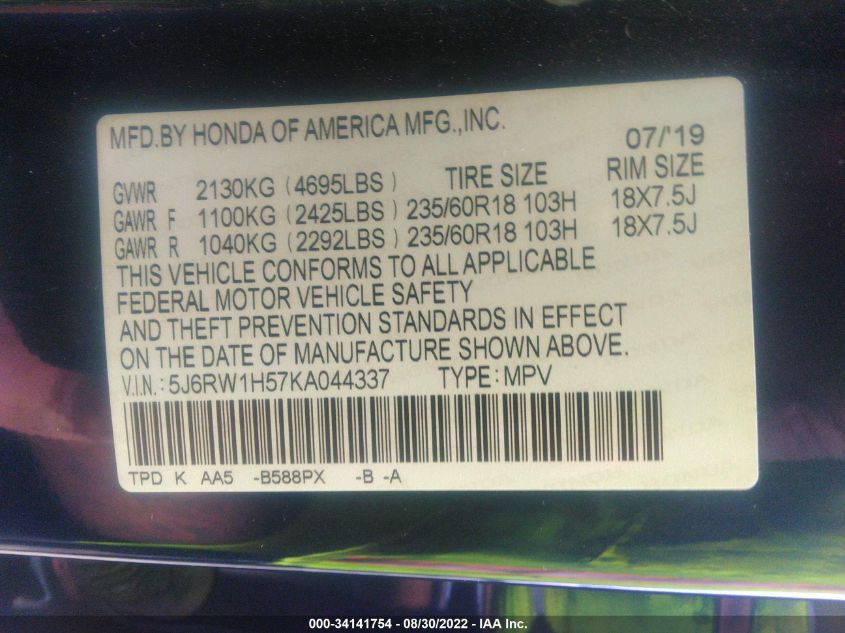 MFD.BY HONDA OF AMERICA MFG.,INC. 07/'19
GVWR 2130KG (4695LBS) TIRE SIZE RIM SIZE
GAWR F 1100KG (2425LBS) 235/60R18 103H 18X7.5J
GAWR R 1040KG (2292LBS) 235/60R18 103H 18X7.5J
THIS VEHICLE CONFORMS TO ALL APPLICABLE
FEDERAL MOTOR VEHICLE SAFETY
AND THEFT PREVENTION STANDARDS IN EFFECT
ON THE DATE OF MANUFACTURE SHOWN ABOVE.
V.I.N.: 5J6RW1H57KA044337 TYPE: MPV
TPD K AA5 -B588PX -B -A
000-34141754 - 08/30/2022 - IAA Inc.